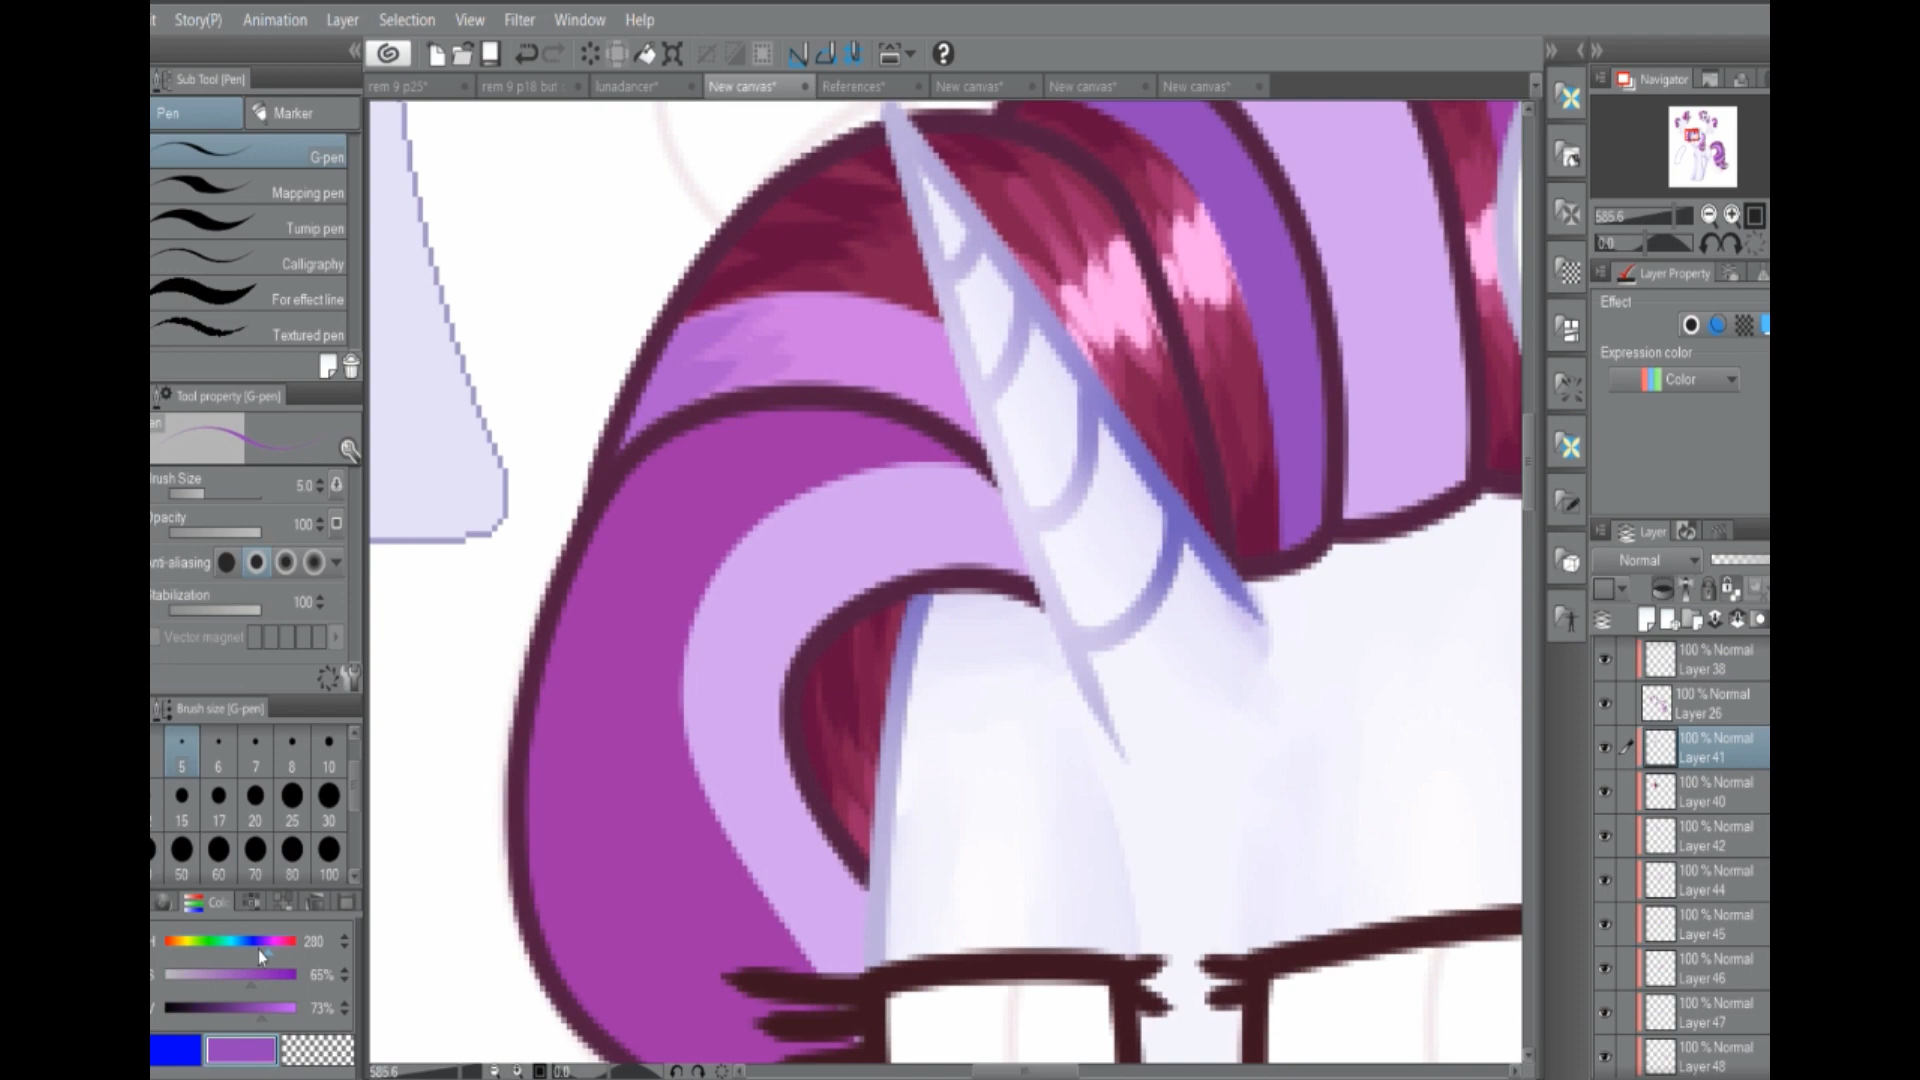 Story(P) Animation Layer Selection View Filter Window Help
Sub Tool [Pen]
rem 9 p25* rem 9 p18 but lunadancer* New canvas* References* New canvas* New canvas* New canvas*
Pen Marker
G-pen
Mapping pen
Turnip pen
Calligraphy
For effect line
Textured pen
Tool property [G-pen]
en
rush Size 5.0
pacity 100
nti-aliasing
tabilization 100
Vector magnet
Brush size [G-pen]
5 6 7 8 10
15 17 20 25 30
50 60 70 80 100
Colo
H 280
S 65%
V 73%
585.6 0.0
Navigator
585.6
0.0
Layer Property
Effect
Expression color
Color
Layer
Normal
100 % Normal
Layer 38
100 % Normal
Layer 26
100 % Normal
Layer 41
100 % Normal
Layer 40
100 % Normal
Layer 42
100 % Normal
Layer 44
100 % Normal
Layer 45
100 % Normal
Layer 46
100 % Normal
Layer 47
100 % Normal
Layer 48